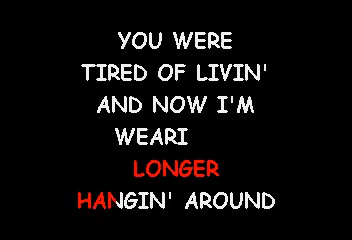 YOU WERE
TIRED OF LIVIN'
AND NOW I'M
WEARI
LONGER
HANGIN' AROUND